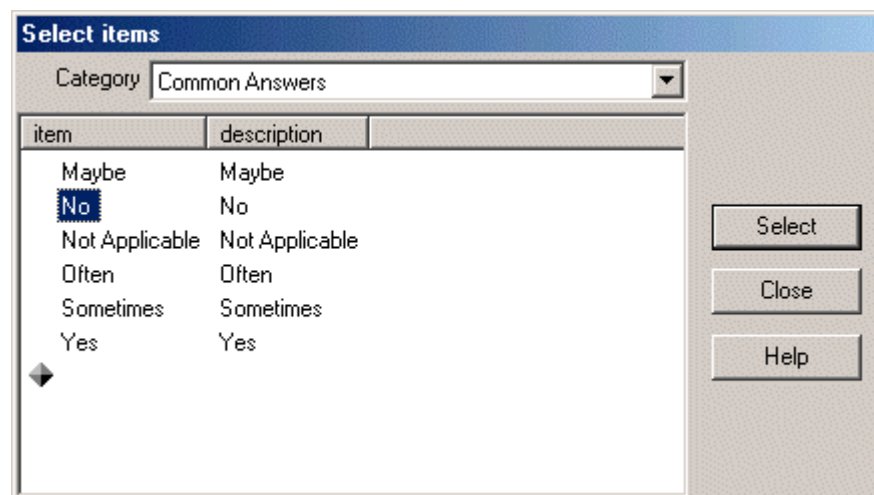 Select items
Category Common Answers
item description
Maybe Maybe
No No
Not Applicable Not Applicable
Often Often
Sometimes Sometimes
Yes Yes
Select
Close
Help